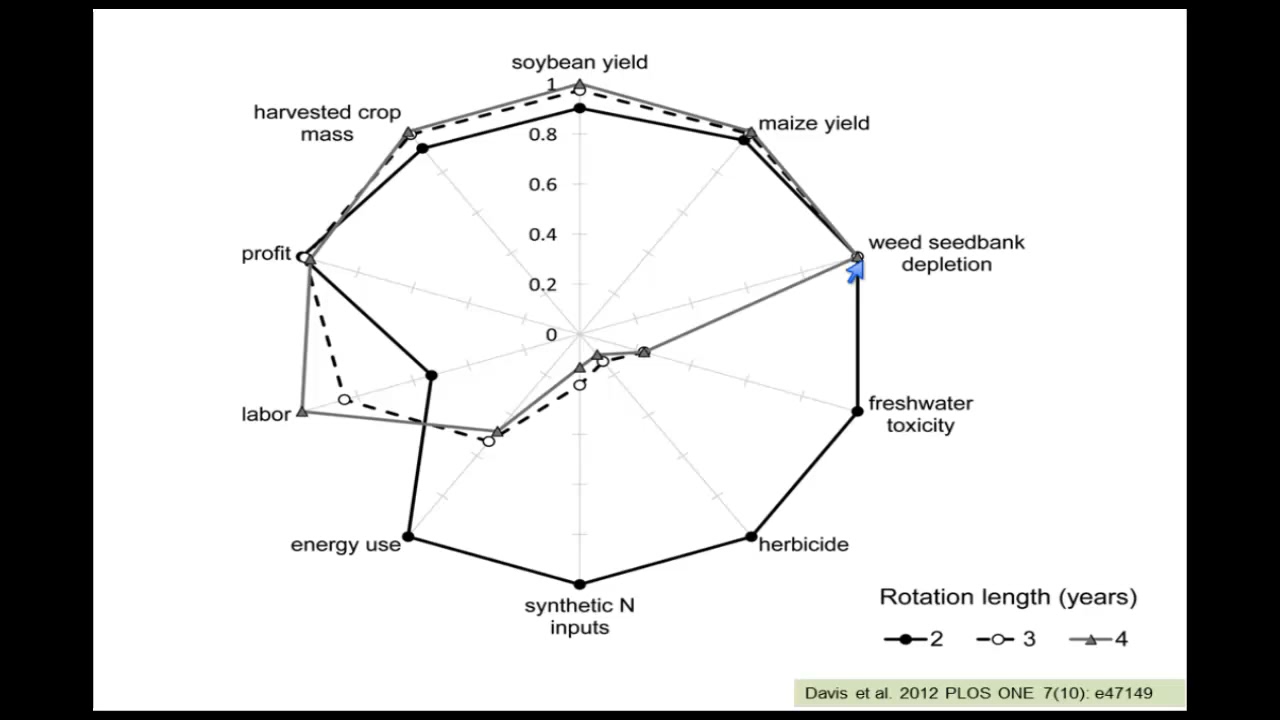 soybean yield
harvested crop
mass
maize yield
1
0.8
0.6
0.4
0.2
0
profit
weed seedbank
depletion
labor
freshwater
toxicity
energy use
herbicide
synthetic N
inputs
Rotation length (years)
2 3 4
Davis et al. 2012 PLOS ONE 7(10): e47149